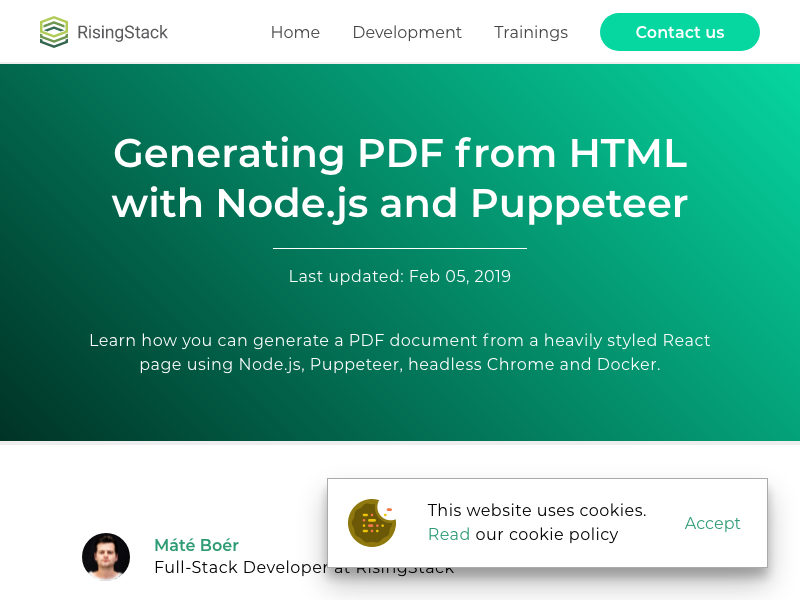 RisingStack
Home
Development
Trainings
Contact us
Generating PDF from HTML
with Node.js and Puppeteer
Last updated: Feb 05, 2019
Learn how you can generate a PDF document from a heavily styled React
page using Node.js, Puppeteer, headless Chrome and Docker.
This website uses cookies.
Read our cookie policy
Accept
Máté Boér
Full-Stack Developer at RisingStack